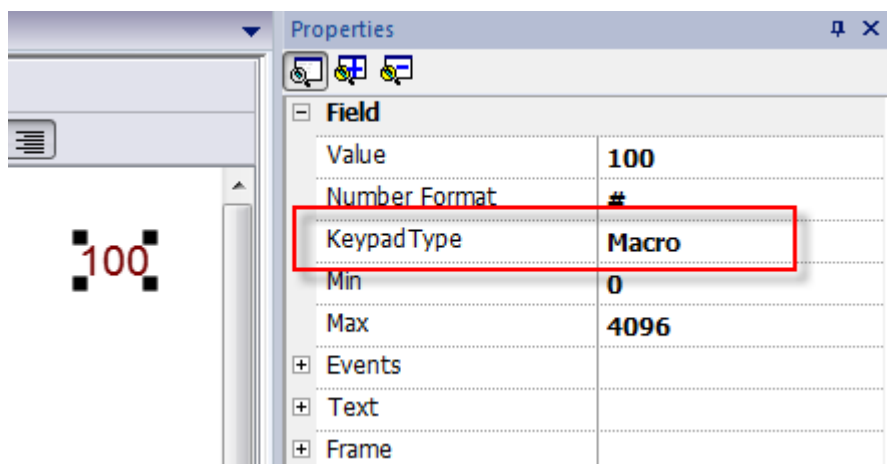 Properties
Field
Value 100
Number Format #
KeypadType Macro
100
Min 0
Max 4096
Events
Text
Frame